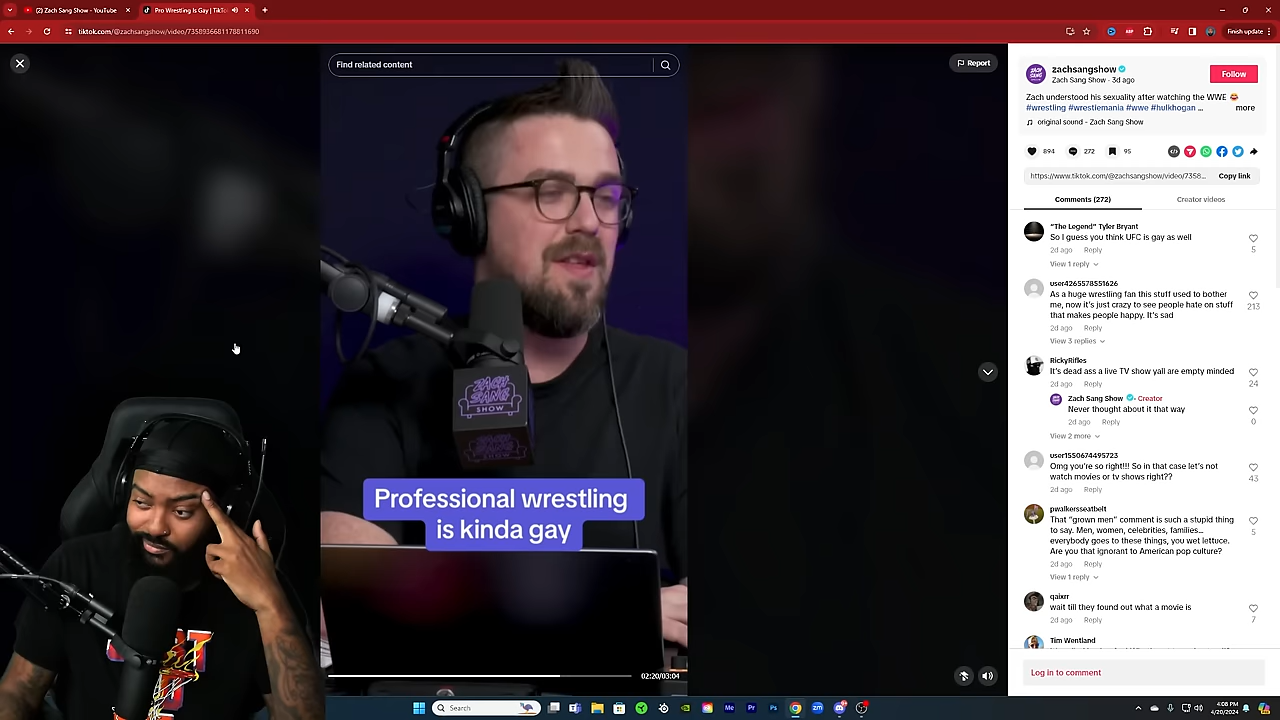 (2) Zach Sang Show - YouTube
Pro Wrestling Is Gay | TikTo
Finish update
tiktok.com/@zachsangshow/video/7358936681178811690
Find related content
Report
zachsangshow
Zach Sang Show · 3d ago
Follow
Zach understood his sexuality after watching the WWE 😂
#wrestling #wrestlemania #wwe #hulkhogan ...
more
original sound - Zach Sang Show
894
272
95
https://www.tiktok.com/@zachsangshow/video/7358...
Copy link
Comments (272)
Creator videos
"The Legend" Tyler Bryant
So I guess you think UFC is gay as well
2d ago Reply
5
View 1 reply
user4265578551626
As a huge wrestling fan this stuff used to bother
me, now it's just crazy to see people hate on stuff
that makes people happy. It's sad
213
2d ago Reply
View 3 replies
RickyRifles
It's dead ass a live TV show yall are empty minded
2d ago Reply
24
Zach Sang Show · Creator
Never thought about it that way
2d ago Reply
0
View 2 more
user1550674495723
Omg you're so right!!! So in that case let's not
watch movies or tv shows right??
43
2d ago Reply
pwalkersseatbelt
That "grown men" comment is such a stupid thing
to say. Men, women, celebrities, families...
everybody goes to these things, you wet lettuce.
Are you that ignorant to American pop culture?
5
2d ago Reply
View 1 reply
qaixrr
wait till they found out what a movie is
2d ago Reply
7
Tim Wentland
Log in to comment
ZACH
SANG
SHOW
Professional wrestling
is kinda gay
02:20/03:04
Search
4:08 PM
4/20/2024